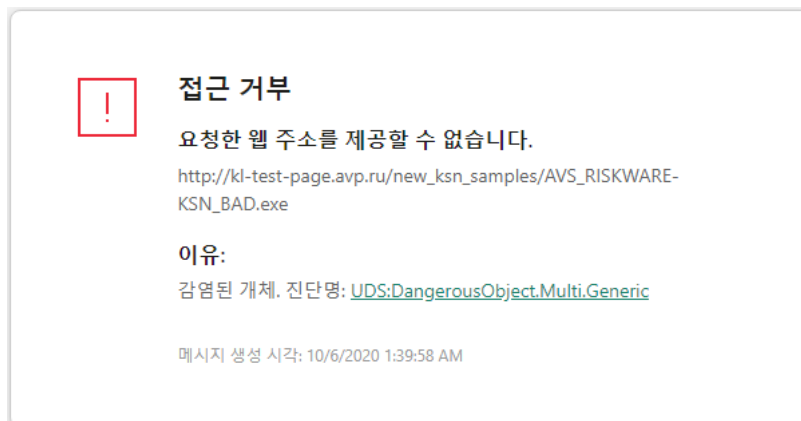 접근 거부
요청한 웹 주소를 제공할 수 없습니다.
http://kl-test-page.avp.ru/new_ksn_samples/AVS_RISKWARE-
KSN_BAD.exe
이유:
감염된 개체. 진단명: UDS:DangerousObject.Multi.Generic
메시지 생성 시각: 10/6/2020 1:39:58 AM